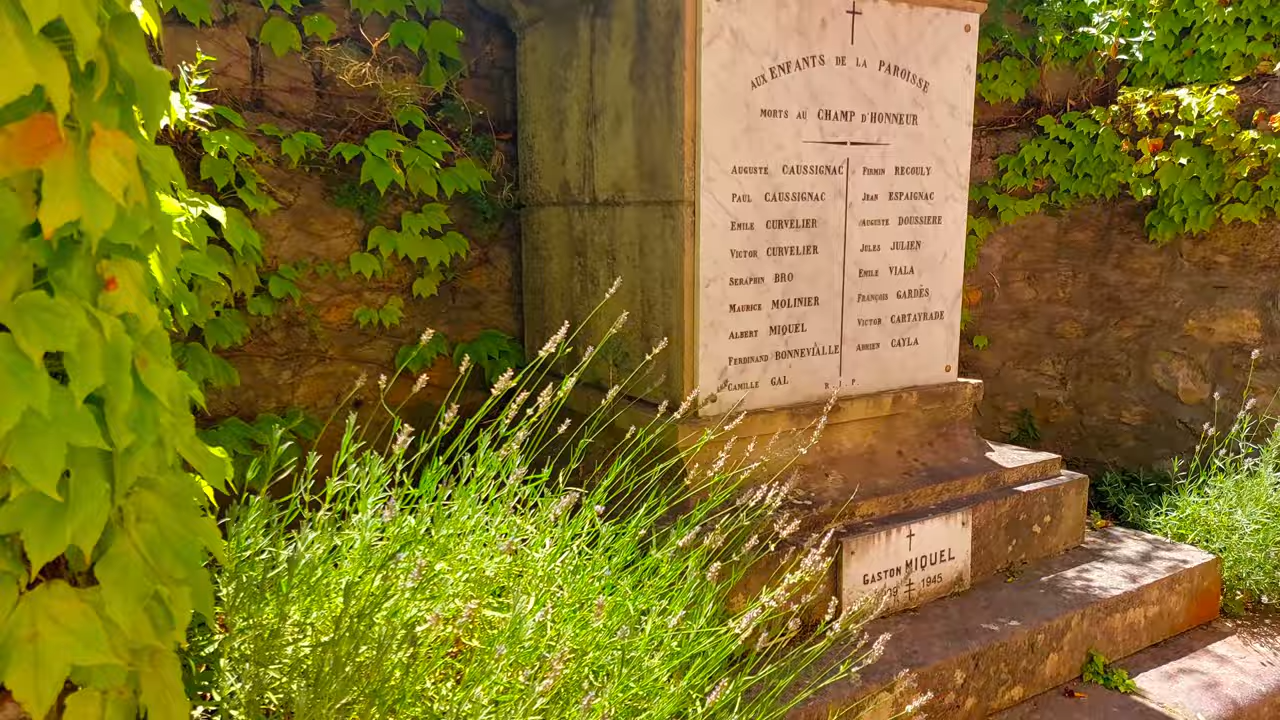 AUX ENFANTS DE LA PAROISSE
MORTS AU CHAMP D'HONNEUR
AUGUSTE CAUSSIGNAC
PAUL CAUSSIGNAC
EMILE CURVELIER
VICTOR CURVELIER
SERAPHIN BRO
MAURICE MOLINIER
ALBERT MIQUEL
FERDINAND BONNEVIALLE
CAMILLE GAL
FIRMIN RECOULY
JEAN ESPAIGNAC
AUGUSTE DOUSSIERE
JULES JULIEN
EMILE VIALA
FRANÇOIS GARDÈS
VICTOR CARTAYRADE
ADRIEN CAYLA
R P
GASTON MIQUEL
1945